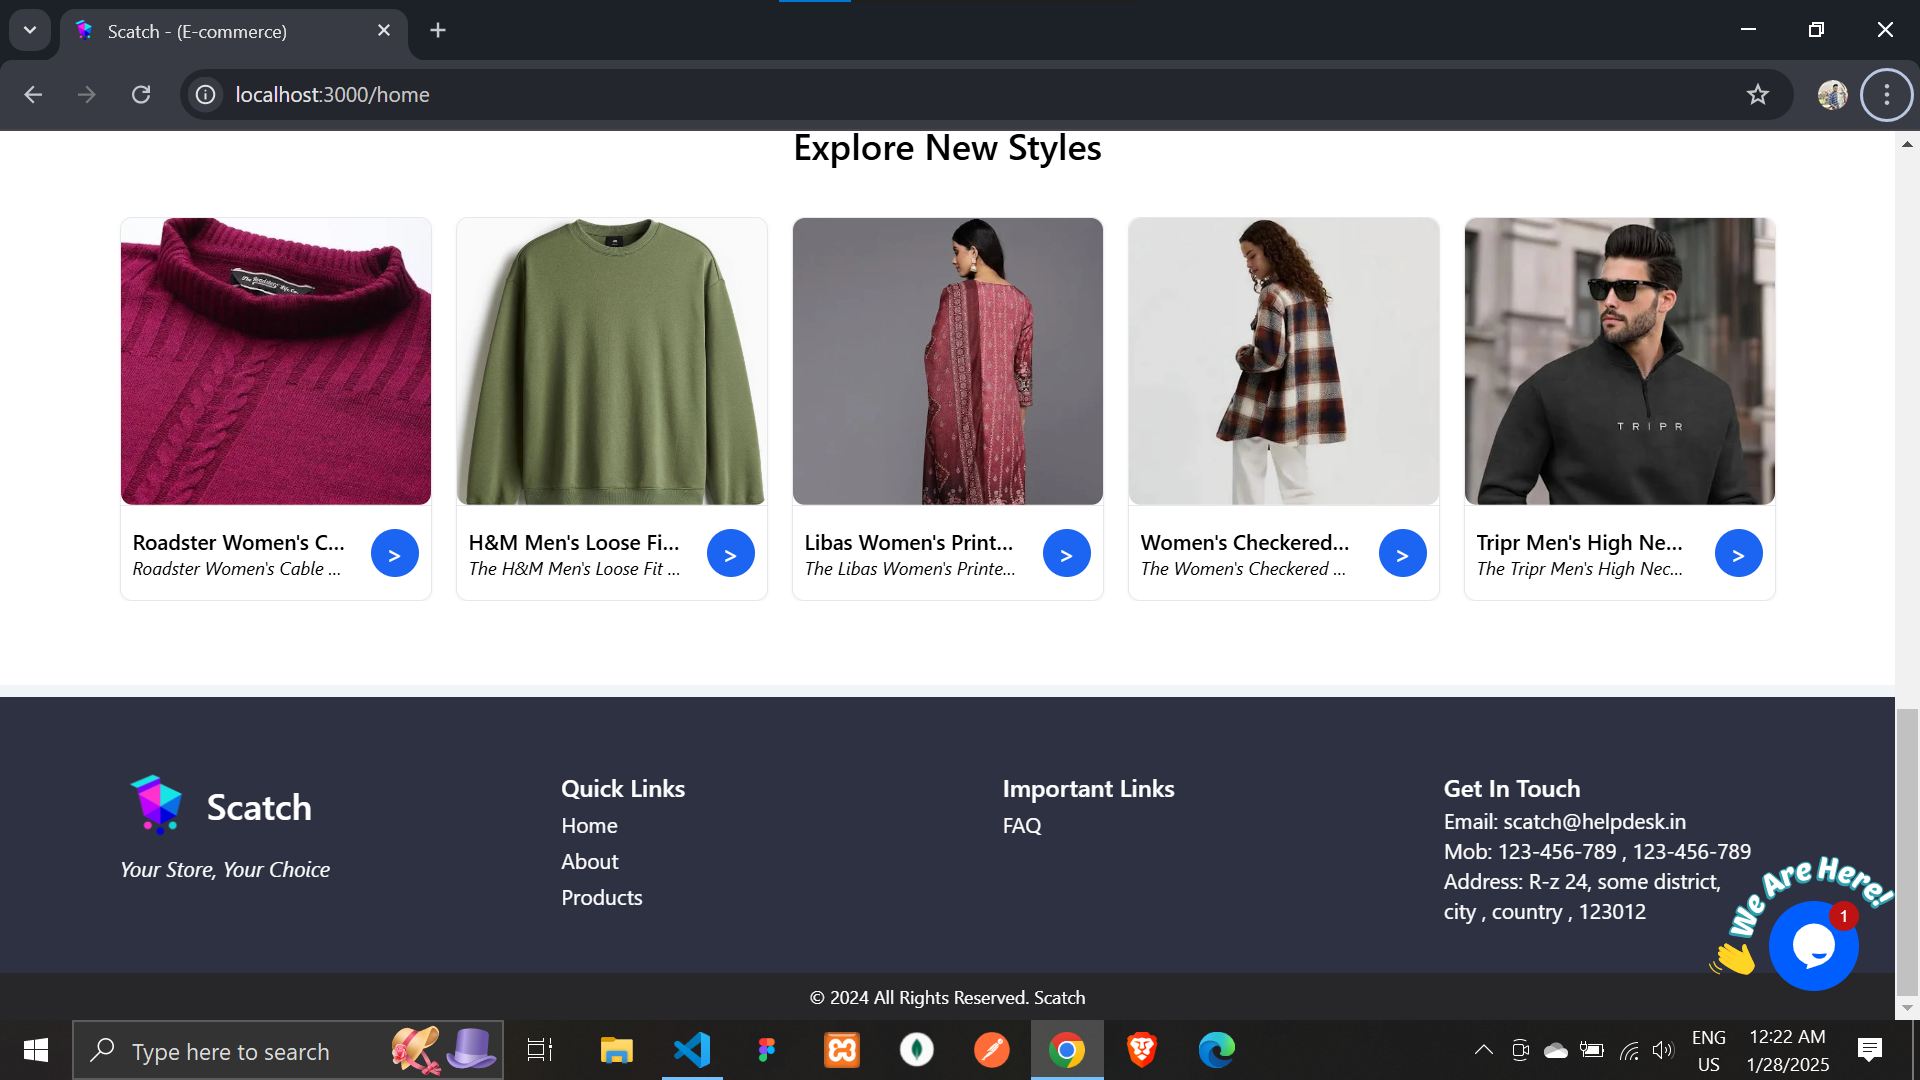 Scatch - (E-commerce)
localhost:3000/home
Explore New Styles
The Roadster Life Co.
TRIPR
Roadster Women's C...
Roadster Women's Cable ...
>
H&M Men's Loose Fi...
The H&M Men's Loose Fit ...
>
Libas Women's Print...
The Libas Women's Printe...
>
Women's Checkered...
The Women's Checkered ...
>
Tripr Men's High Ne...
The Tripr Men's High Nec...
>
Scatch
Your Store, Your Choice
Quick Links
Home
About
Products
Important Links
FAQ
Get In Touch
Email: scatch@helpdesk.in
Mob: 123-456-789 , 123-456-789
Address: R-z 24, some district,
city , country , 123012
We Are Here!
1
© 2024 All Rights Reserved. Scatch
Type here to search
ENG
US
12:22 AM
1/28/2025